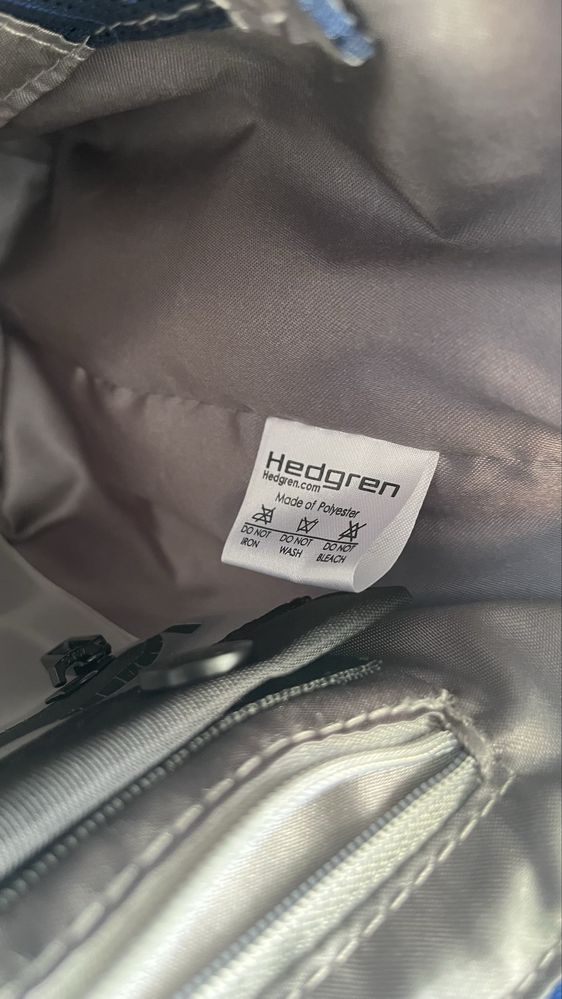 Hedgren
Hedgren.com
Made of Polyester
DO NOT IRON
DO NOT WASH
DO NOT BLEACH